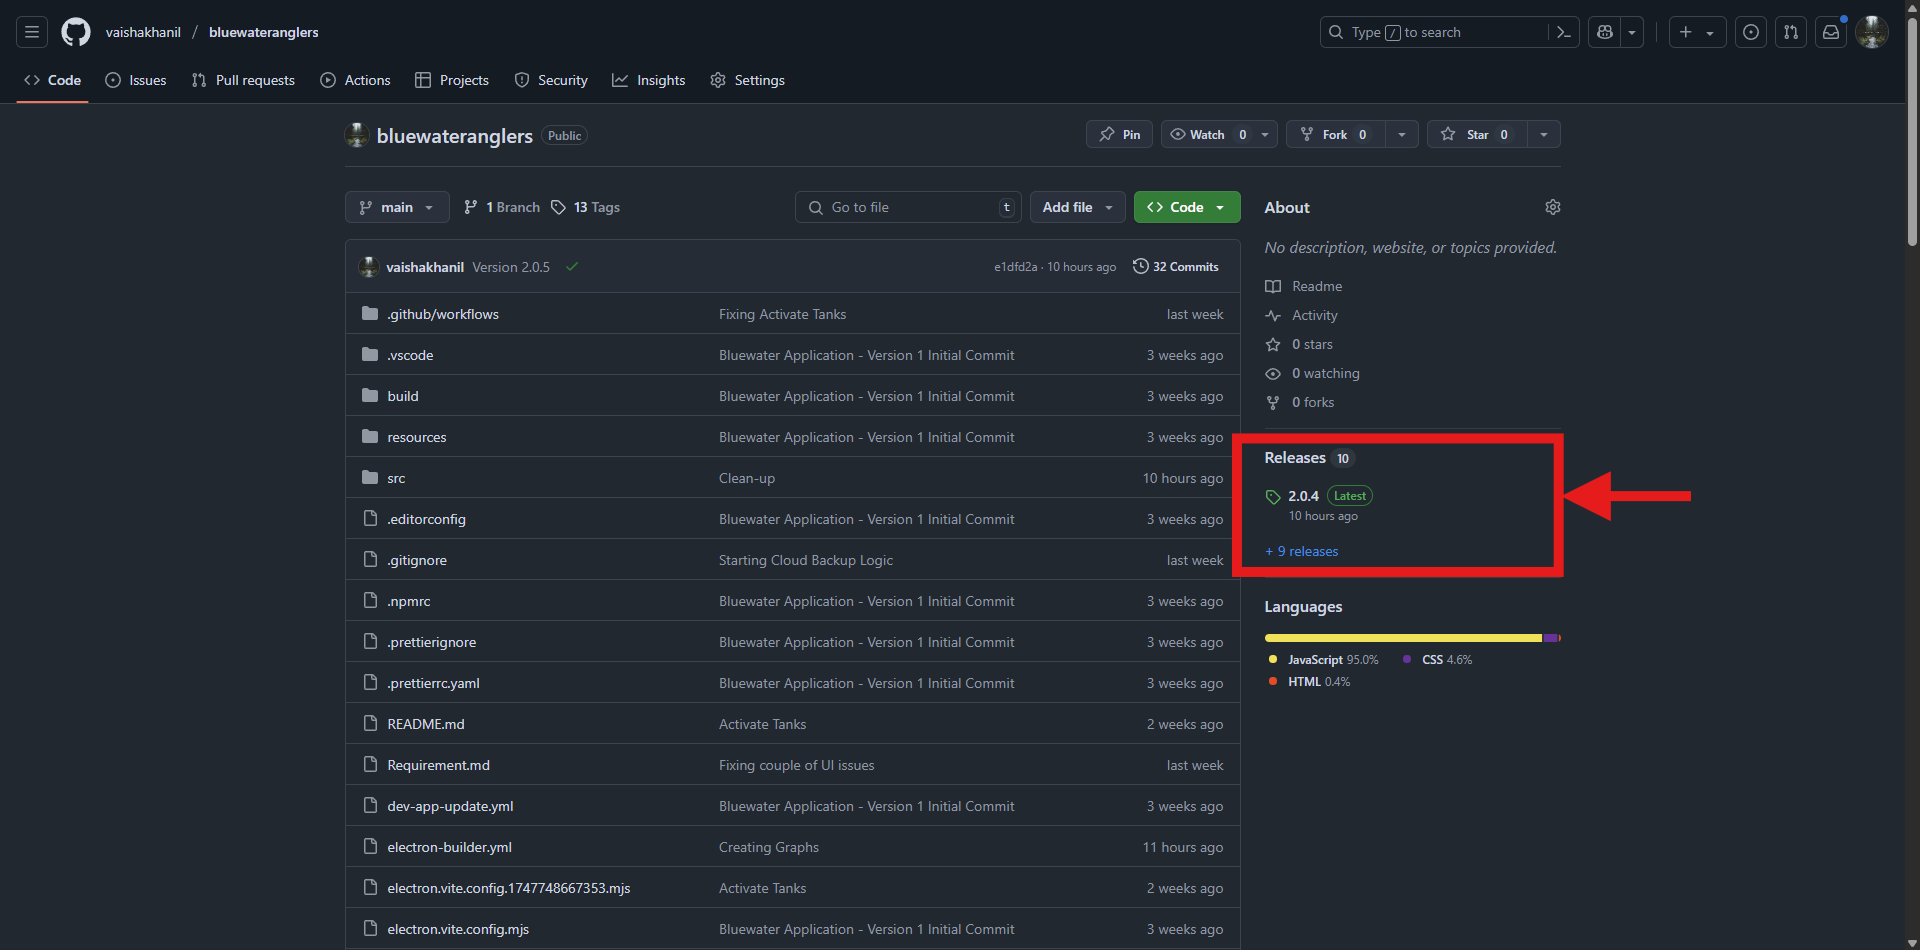 vaishakhanil / bluewateranglers
Type / to search
Code Issues Pull requests Actions Projects Security Insights Settings
bluewateranglers Public
Pin Watch 0 Fork 0 Star 0
main 1 Branch 13 Tags Go to file t Add file Code
vaishakhanil Version 2.0.5 e1dfd2a · 10 hours ago 32 Commits
.github/workflows Fixing Activate Tanks last week
.vscode Bluewater Application - Version 1 Initial Commit 3 weeks ago
build Bluewater Application - Version 1 Initial Commit 3 weeks ago
resources Bluewater Application - Version 1 Initial Commit 3 weeks ago
src Clean-up 10 hours ago
.editorconfig Bluewater Application - Version 1 Initial Commit 3 weeks ago
.gitignore Starting Cloud Backup Logic last week
.npmrc Bluewater Application - Version 1 Initial Commit 3 weeks ago
.prettierignore Bluewater Application - Version 1 Initial Commit 3 weeks ago
.prettierrc.yaml Bluewater Application - Version 1 Initial Commit 3 weeks ago
README.md Activate Tanks 2 weeks ago
Requirement.md Fixing couple of UI issues last week
dev-app-update.yml Bluewater Application - Version 1 Initial Commit 3 weeks ago
electron-builder.yml Creating Graphs 11 hours ago
electron.vite.config.1747748667353.mjs Activate Tanks 2 weeks ago
electron.vite.config.mjs Bluewater Application - Version 1 Initial Commit 3 weeks ago
About
No description, website, or topics provided.
Readme
Activity
0 stars
0 watching
0 forks
Releases 10
2.0.4 Latest
10 hours ago
+ 9 releases
Languages
JavaScript 95.0% CSS 4.6%
HTML 0.4%